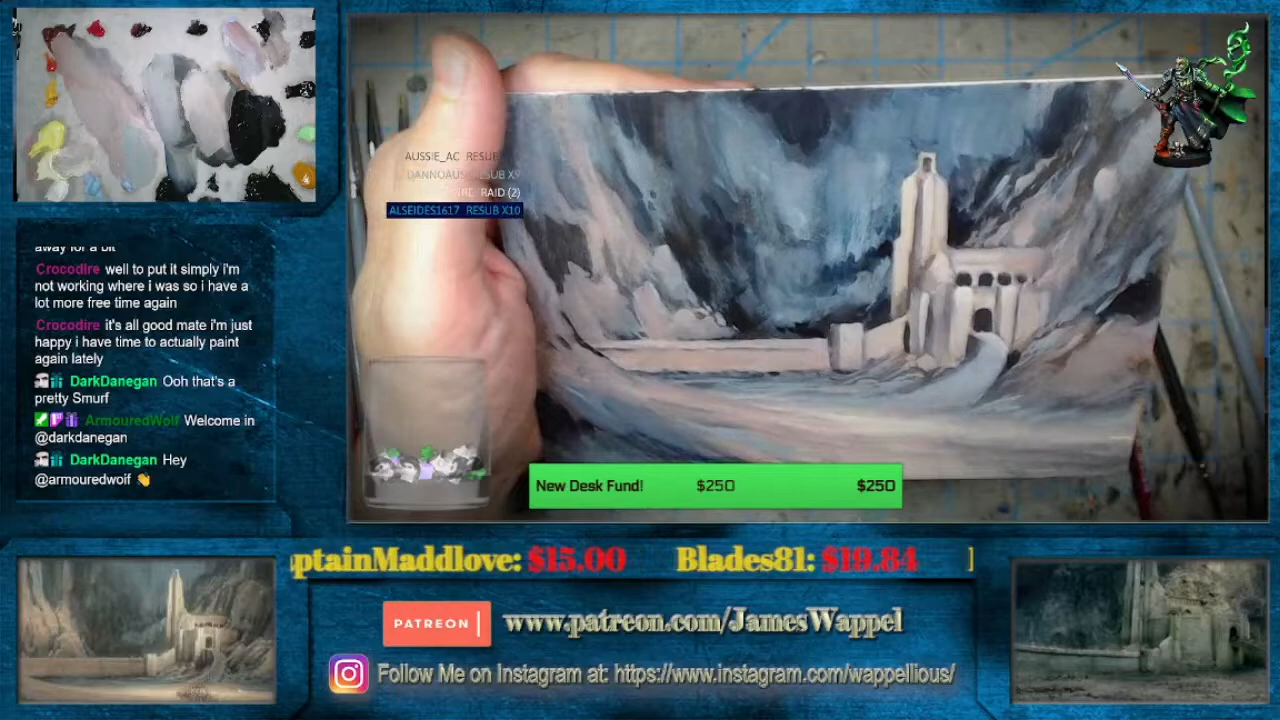 AUSSIE_AC RESUB
DANNOAUS RESUB X9
RAID (2)
ALSEIDES1617 RESUB X10
away for a bit
Crocodire well to put it simply i'm
not working where i was so i have a
lot more free time again
Crocodire it's all good mate i'm just
happy i have time to actually paint
again lately
DarkDanegan Ooh that's a
pretty Smurf
ArmouredWolf Welcome in
@darkdanegan
DarkDanegan Hey
@armouredwolf 👋
New Desk Fund! $250 $250
ptainMaddlove: $15.00 Blades81: $19.84
PATREON www.patreon.com/JamesWappel
Follow Me on Instagram at: https://www.instagram.com/wappellious/